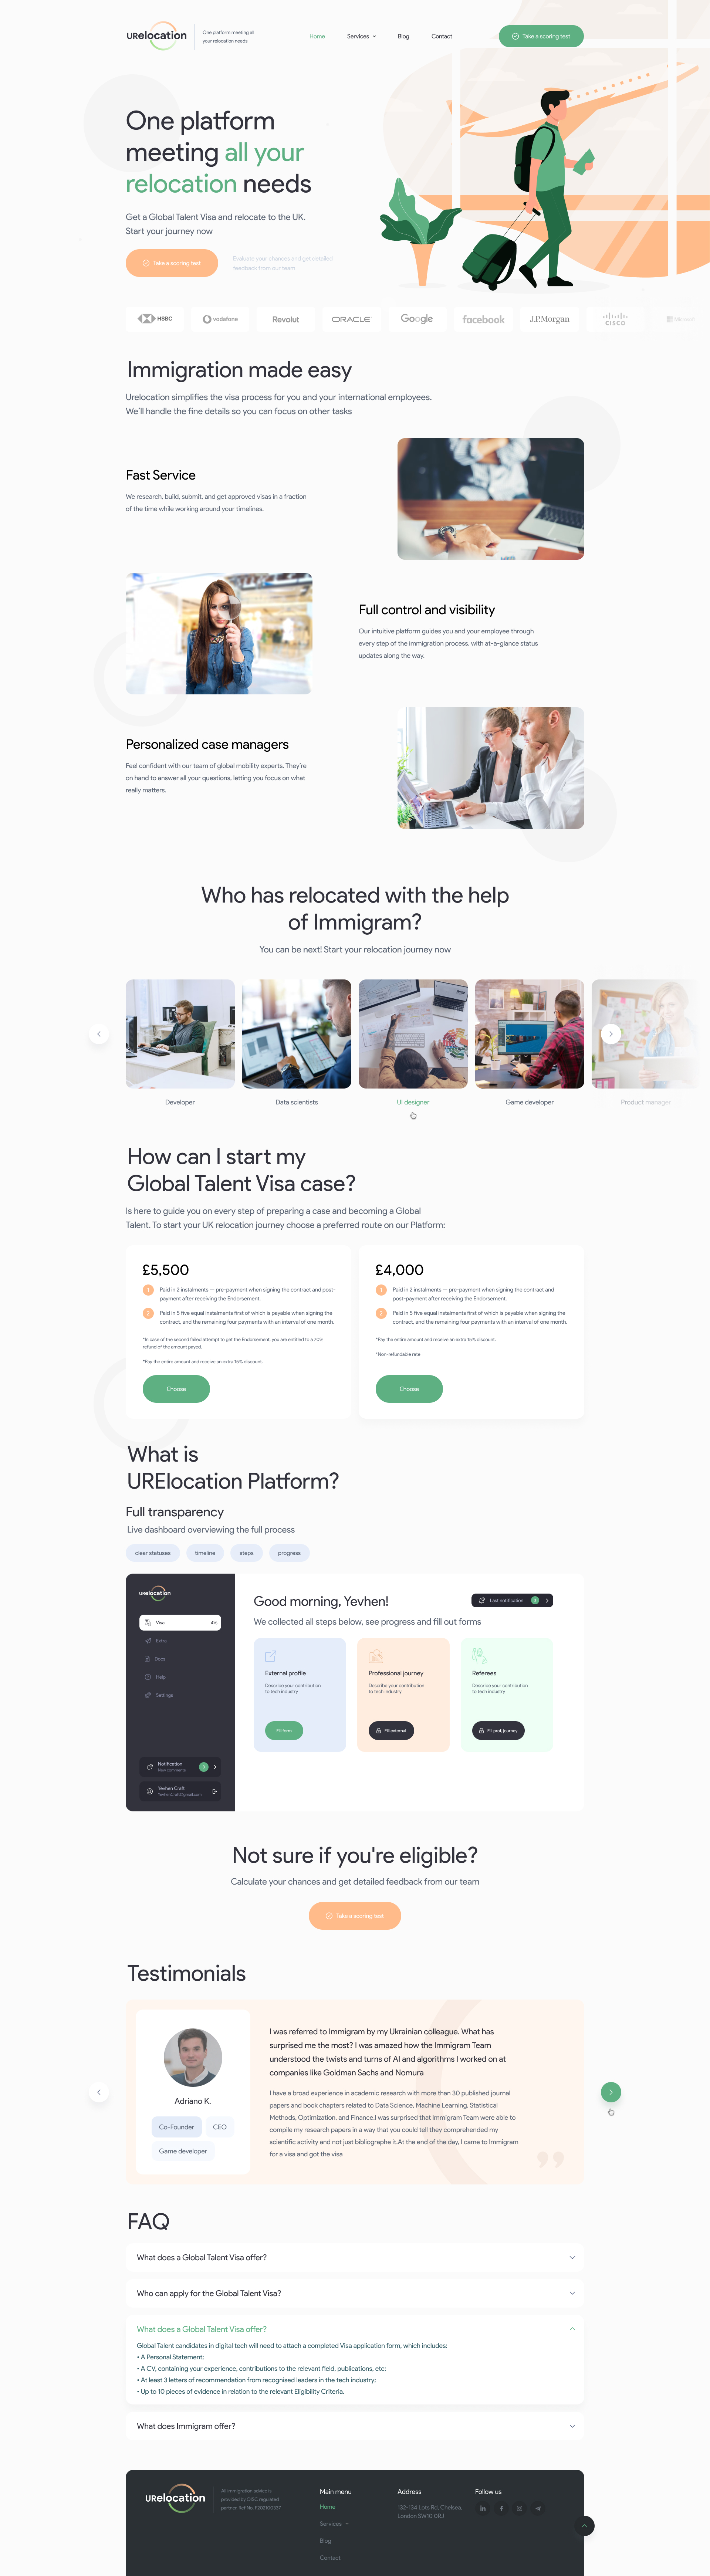 URelocation
One platform meeting all
your relocation needs
Home
Services
Blog
Contact
Take a scoring test
One platform
meeting all your
relocation needs
Get a Global Talent Visa and relocate to the UK.
Start your journey now
Take a scoring test
Evaluate your chances and get detailed
feedback from our team
HSBC
vodafone
Revolut
ORACLE
Google
facebook
J.P.Morgan
CISCO
Immigration made easy
Urelocation simplifies the visa process for you and your international employees.
We'll handle the fine details so you can focus on other tasks
Fast Service
We research, build, submit, and get approved visas in a fraction
of the time while working around your timelines.
Full control and visibility
Our intuitive platform guides you and your employee through
every step of the immigration process, with at-a-glance status
updates along the way.
Personalized case managers
Feel confident with our team of global mobility experts. They're
on hand to answer all your questions, letting you focus on what
really matters.
Who has relocated with the help
of Immigram?
You can be next! Start your relocation journey now
Developer
Data scientists
UI designer
Game developer
Product manager
How can I start my
Global Talent Visa case?
Is here to guide you on every step of preparing a case and becoming a Global
Talent. To start your UK relocation journey choose a preferred route on our Platform:
£5,500
1 Paid in 2 instalments — pre-payment when signing the contract and post-
payment after receiving the Endorsement.
2 Paid in 5 five equal instalments first of which is payable when signing the
contract, and the remaining four payments with an interval of one month.
*In case of the second failed attempt to get the Endorsement, you are entitled to a 70%
refund of the amount payed.
*Pay the entire amount and receive an extra 15% discount.
Choose
£4,000
1 Paid in 2 instalments — pre-payment when signing the contract and
post-payment after receiving the Endorsement.
2 Paid in 5 five equal instalments first of which is payable when signing the
contract, and the remaining four payments with an interval of one month.
*Pay the entire amount and receive an extra 15% discount.
*Non-refundable rate
Choose
What is
URElocation Platform?
Full transparency
Live dashboard overviewing the full process
clear statuses
timeline
steps
progress
URelocation
Visa
4%
Extra
Docs
Help
Settings
Notification
New comments
3
Yevhen Craft
YevhenCraft@gmail.com
Good morning, Yevhen!
Last notification
3
We collected all steps below, see progress and fill out forms
External profile
Describe your contribution
to tech industry
Fill form
Professional journey
Describe your contribution
to tech industry
Fill external
Referees
Describe your contribution
to tech industry
Fill prof. journey
Not sure if you're eligible?
Calculate your chances and get detailed feedback from our team
Take a scoring test
Testimonials
Adriano K.
Co-Founder
CEO
Game developer
I was referred to Immigram by my Ukrainian colleague. What has
surprised me the most? I was amazed how the Immigram Team
understood the twists and turns of AI and algorithms I worked on at
companies like Goldman Sachs and Nomura
I have a broad experience in academic research with more than 30 published journal
papers and book chapters related to Data Science, Machine Learning, Statistical
Methods, Optimization, and Finance.I was surprised that Immigram Team were able to
compile my research papers in a way that you could tell they comprehended my
scientific activity and not just bibliographe it.At the end of the day, I came to Immigram
for a visa and got the visa
FAQ
What does a Global Talent Visa offer?
Who can apply for the Global Talent Visa?
What does a Global Talent Visa offer?
Global Talent candidates in digital tech will need to attach a completed Visa application form, which includes:
• A Personal Statement;
• A CV, containing your experience, contributions to the relevant field, publications, etc;
• At least 3 letters of recommendation from recognised leaders in the tech industry;
• Up to 10 pieces of evidence in relation to the relevant Eligibility Criteria.
What does Immigram offer?
URelocation
All immigration advice is
provided by OISC regulated
Main menu
Home
Services
Blog
Contact
Address
132-134 Lots Rd, Chelsea,
London SW10 0RJ
Follow us